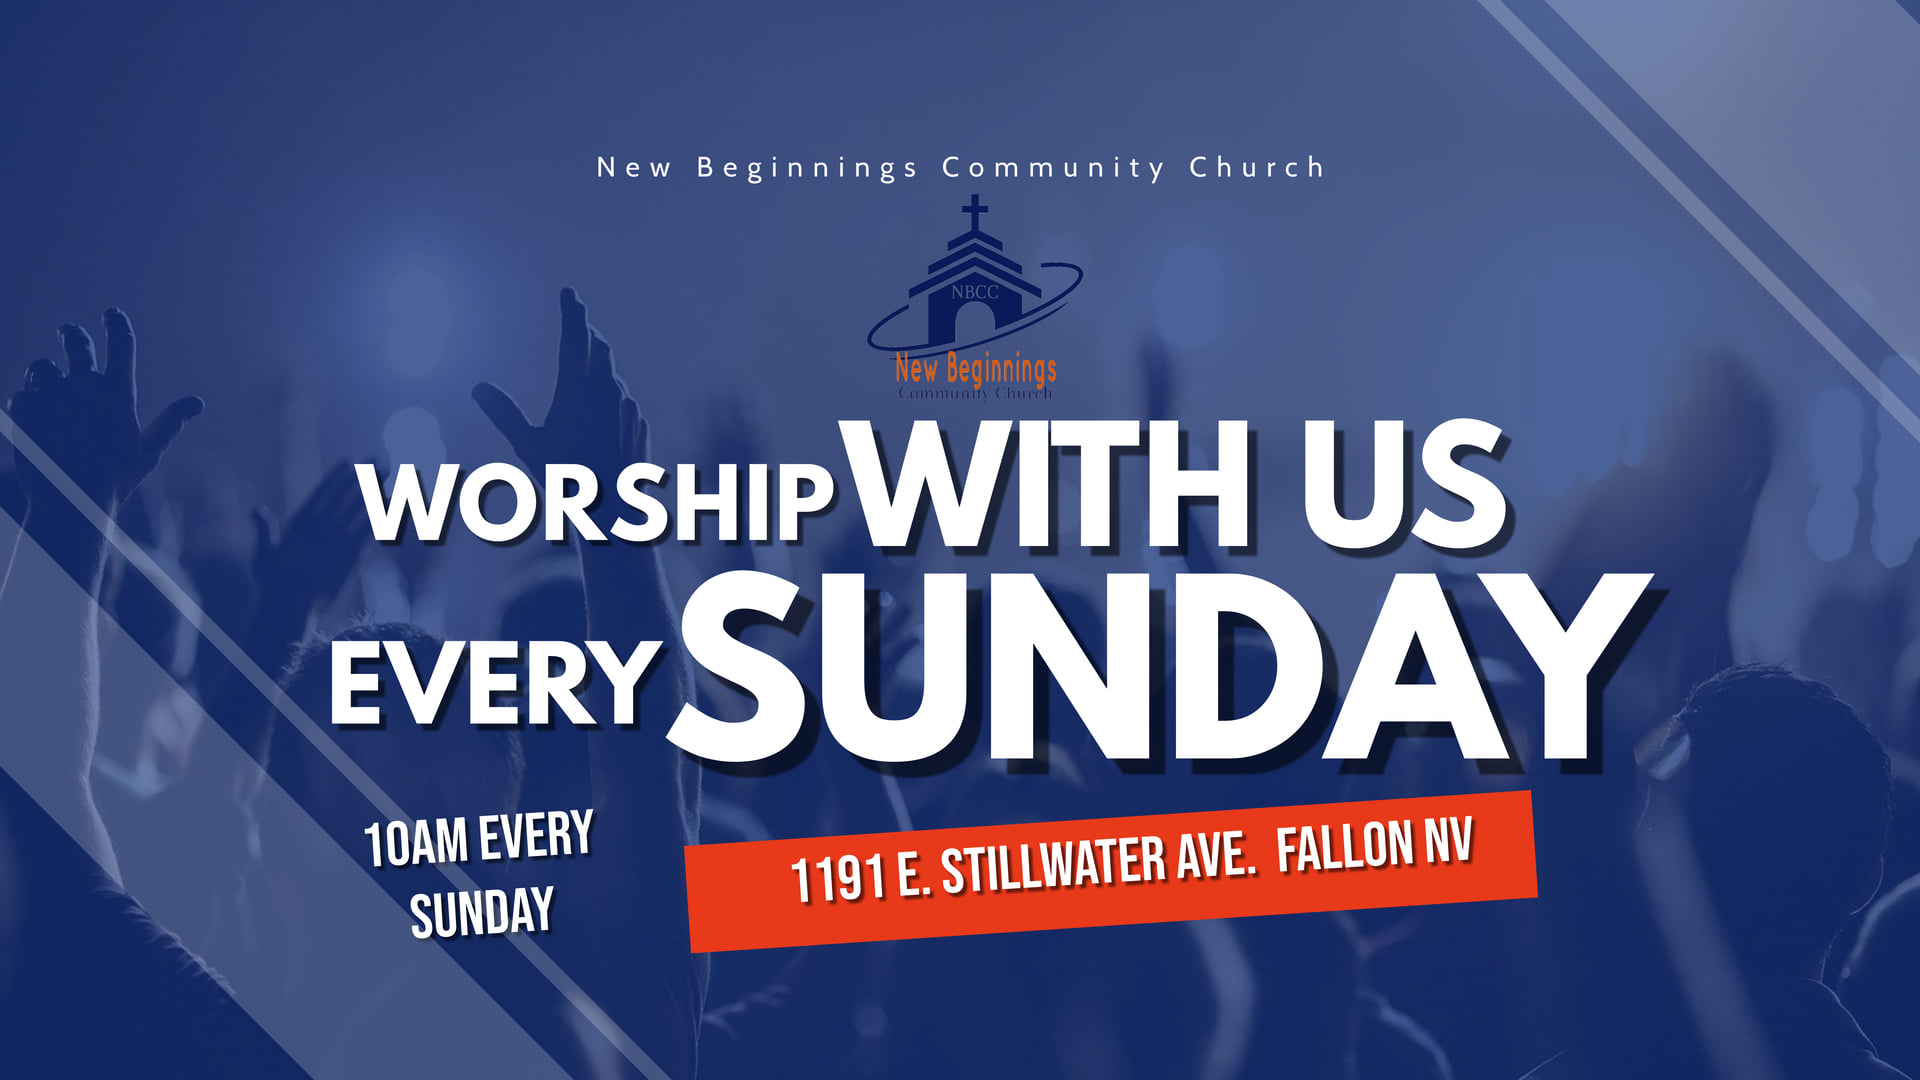 New Beginnings Community Church
NBCC
New Beginnings
Community Church
WORSHIP WITH US
EVERY SUNDAY
10AM EVERY
SUNDAY
1191 E. STILLWATER AVE. FALLON NV